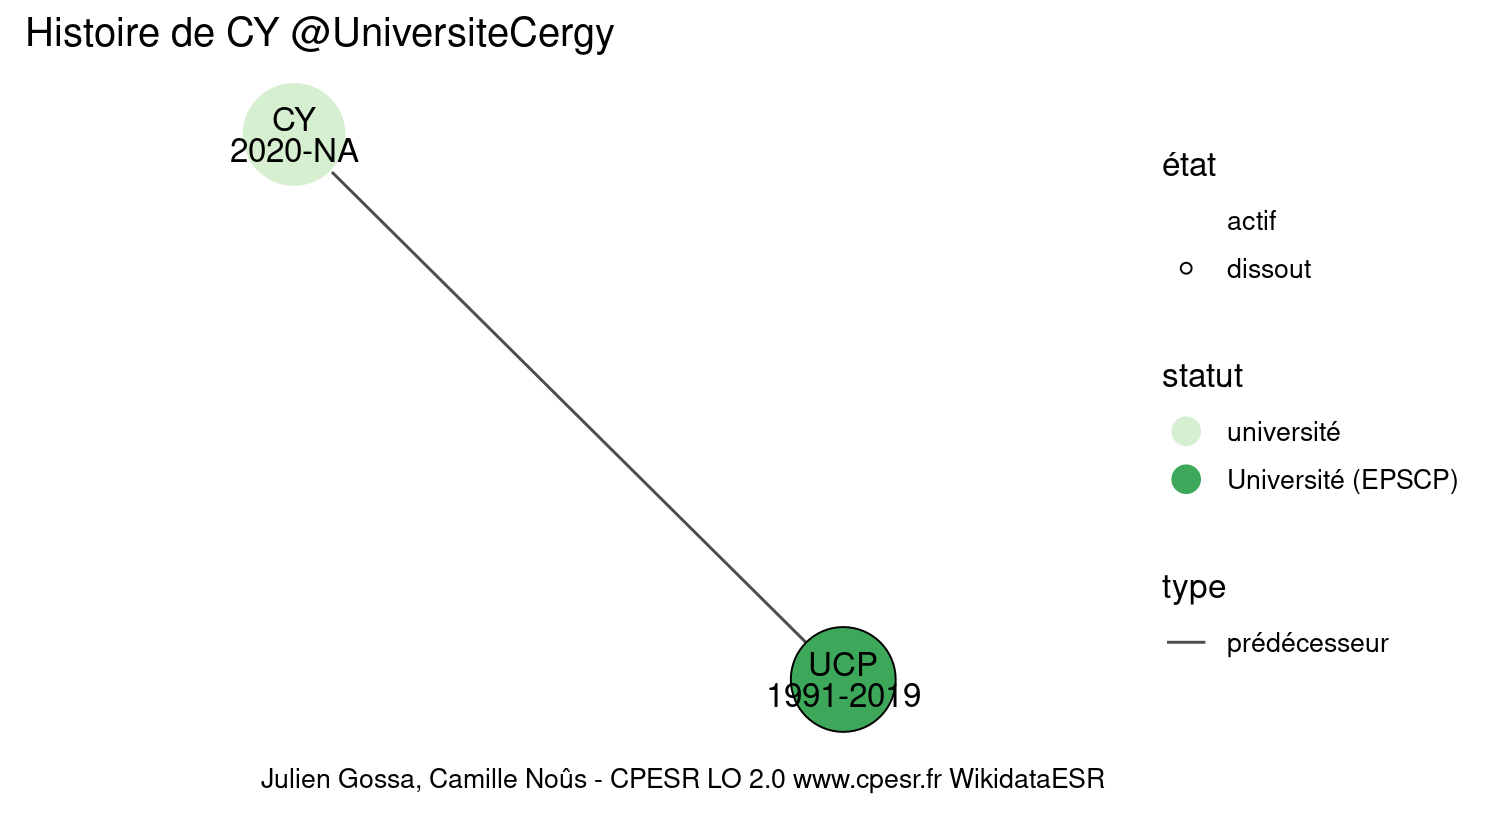 Histoire de CY @UniversiteCergy
CY
2020-NA
UCP
1991-2019
état
actif
dissout
statut
université
Université (EPSCP)
type
prédécesseur
Julien Gossa, Camille Noûs - CPESR LO 2.0 www.cpesr.fr WikidataESR